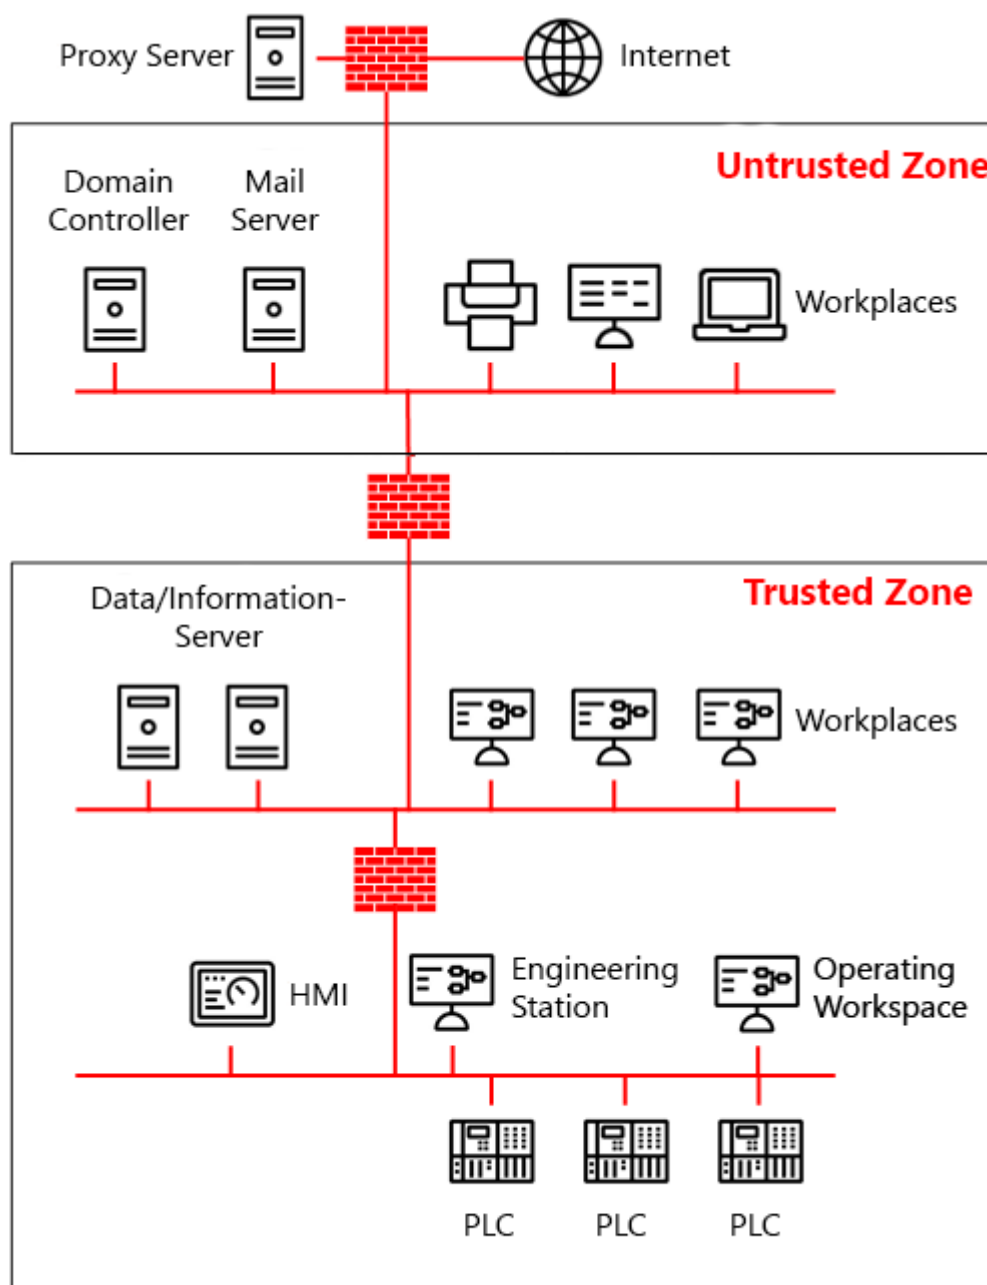 Proxy Server
Internet
Untrusted Zone
Domain
Controller
Mail
Server
Workplaces
Trusted Zone
Data/Information-
Server
Workplaces
HMI
Engineering
Station
Operating
Workspace
PLC
PLC
PLC